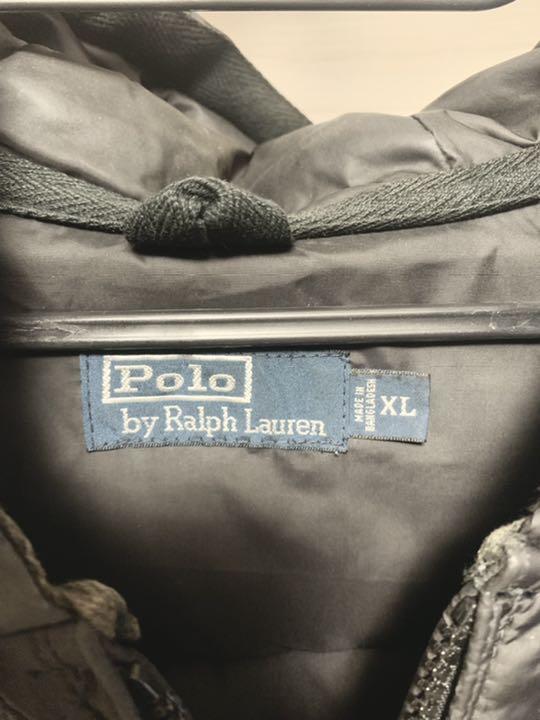 Polo
by Ralph Lauren
MADE IN
BANGLADESH
XL